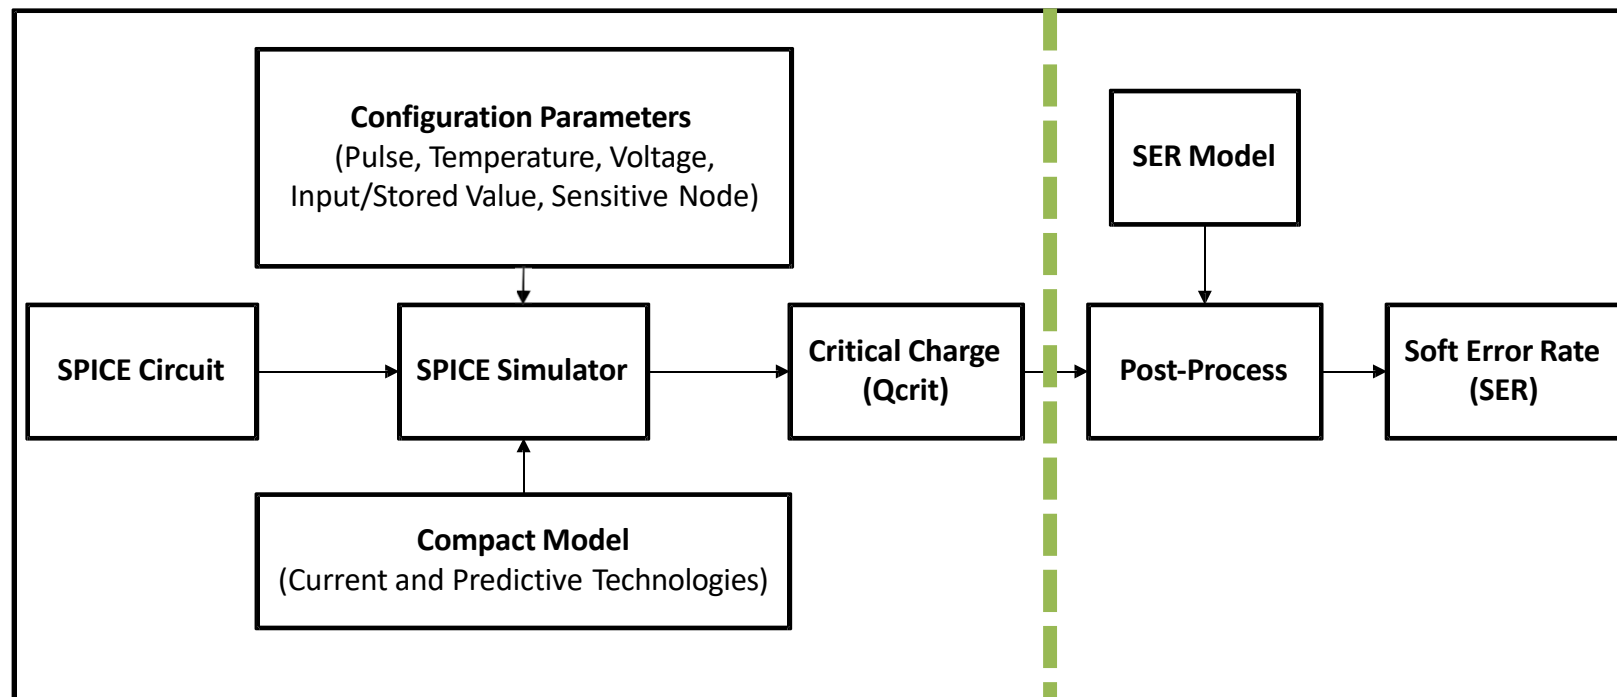 Configuration Parameters
(Pulse, Temperature, Voltage,
Input/Stored Value, Sensitive Node)
SER Model
SPICE Circuit
SPICE Simulator
Critical Charge
(Qcrit)
Post-Process
Soft Error Rate
(SER)
Compact Model
(Current and Predictive Technologies)